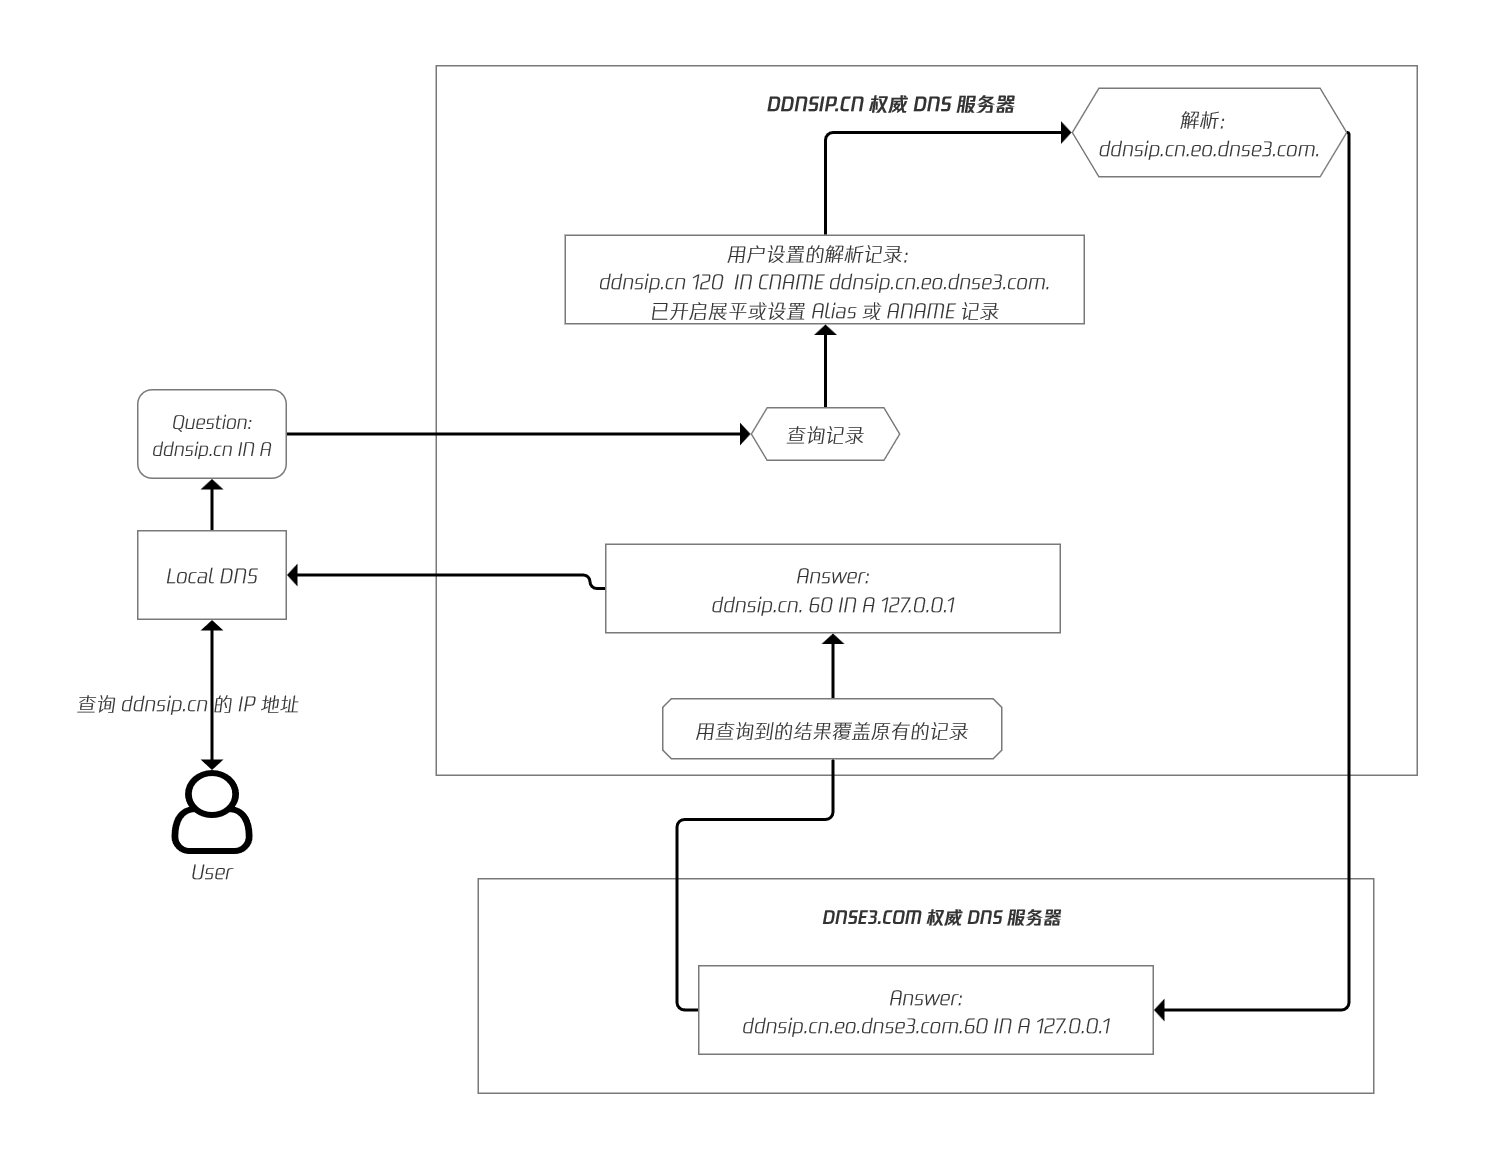 DDNSIP.CN 权威 DNS 服务器
解析:
ddnsip.cn.eo.dnse3.com.
用户设置的解析记录:
ddnsip.cn 120  IN CNAME ddnsip.cn.eo.dnse3.com.
已开启展平或设置 Alias 或 ANAME 记录
Question:
ddnsip.cn IN A
查询记录
Local DNS
Answer:
ddnsip.cn. 60 IN A 127.0.0.1
查询 ddnsip.cn 的 IP 地址
用查询到的结果覆盖原有的记录
User
DNSE3.COM 权威 DNS 服务器
Answer:
ddnsip.cn.eo.dnse3.com.60 IN A 127.0.0.1